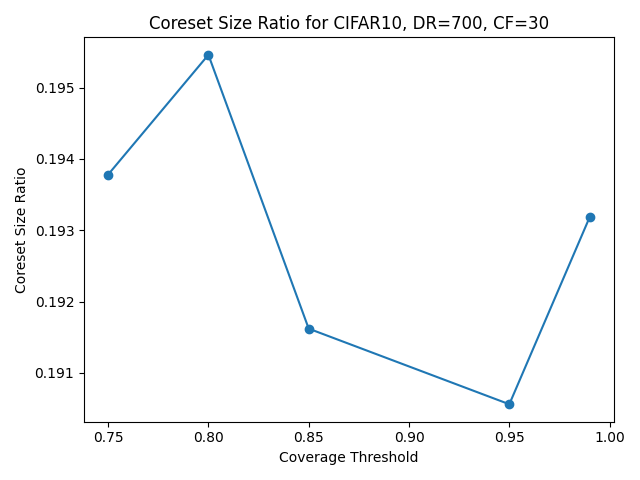 Coreset Size Ratio for CIFAR10, DR=700, CF=30
0.195
0.194
0.193
0.192
0.191
Coreset Size Ratio
0.75 0.80 0.85 0.90 0.95 1.00
Coverage Threshold